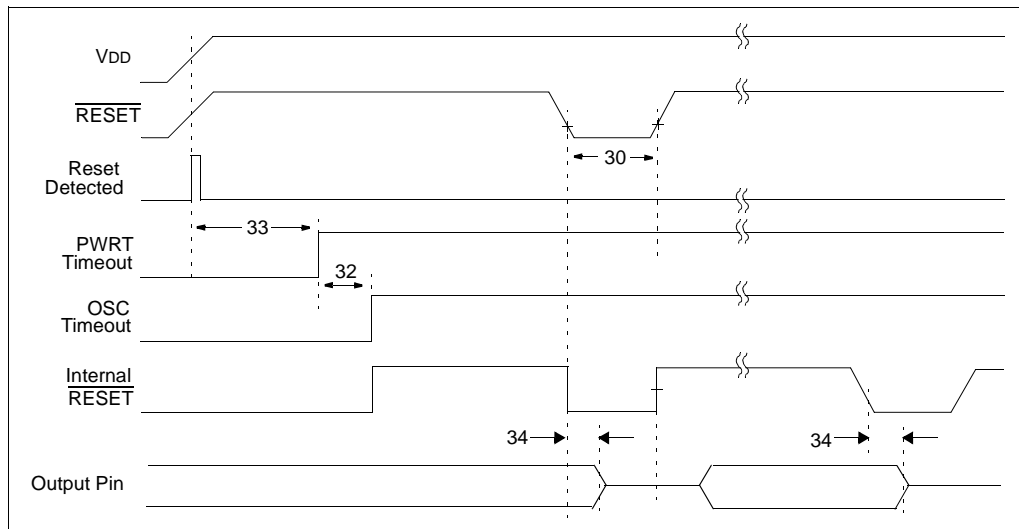 VDD
RESET
30
Reset
Detected
33
PWRT
Timeout
32
OSC
Timeout
Internal
RESET
34
34
Output Pin